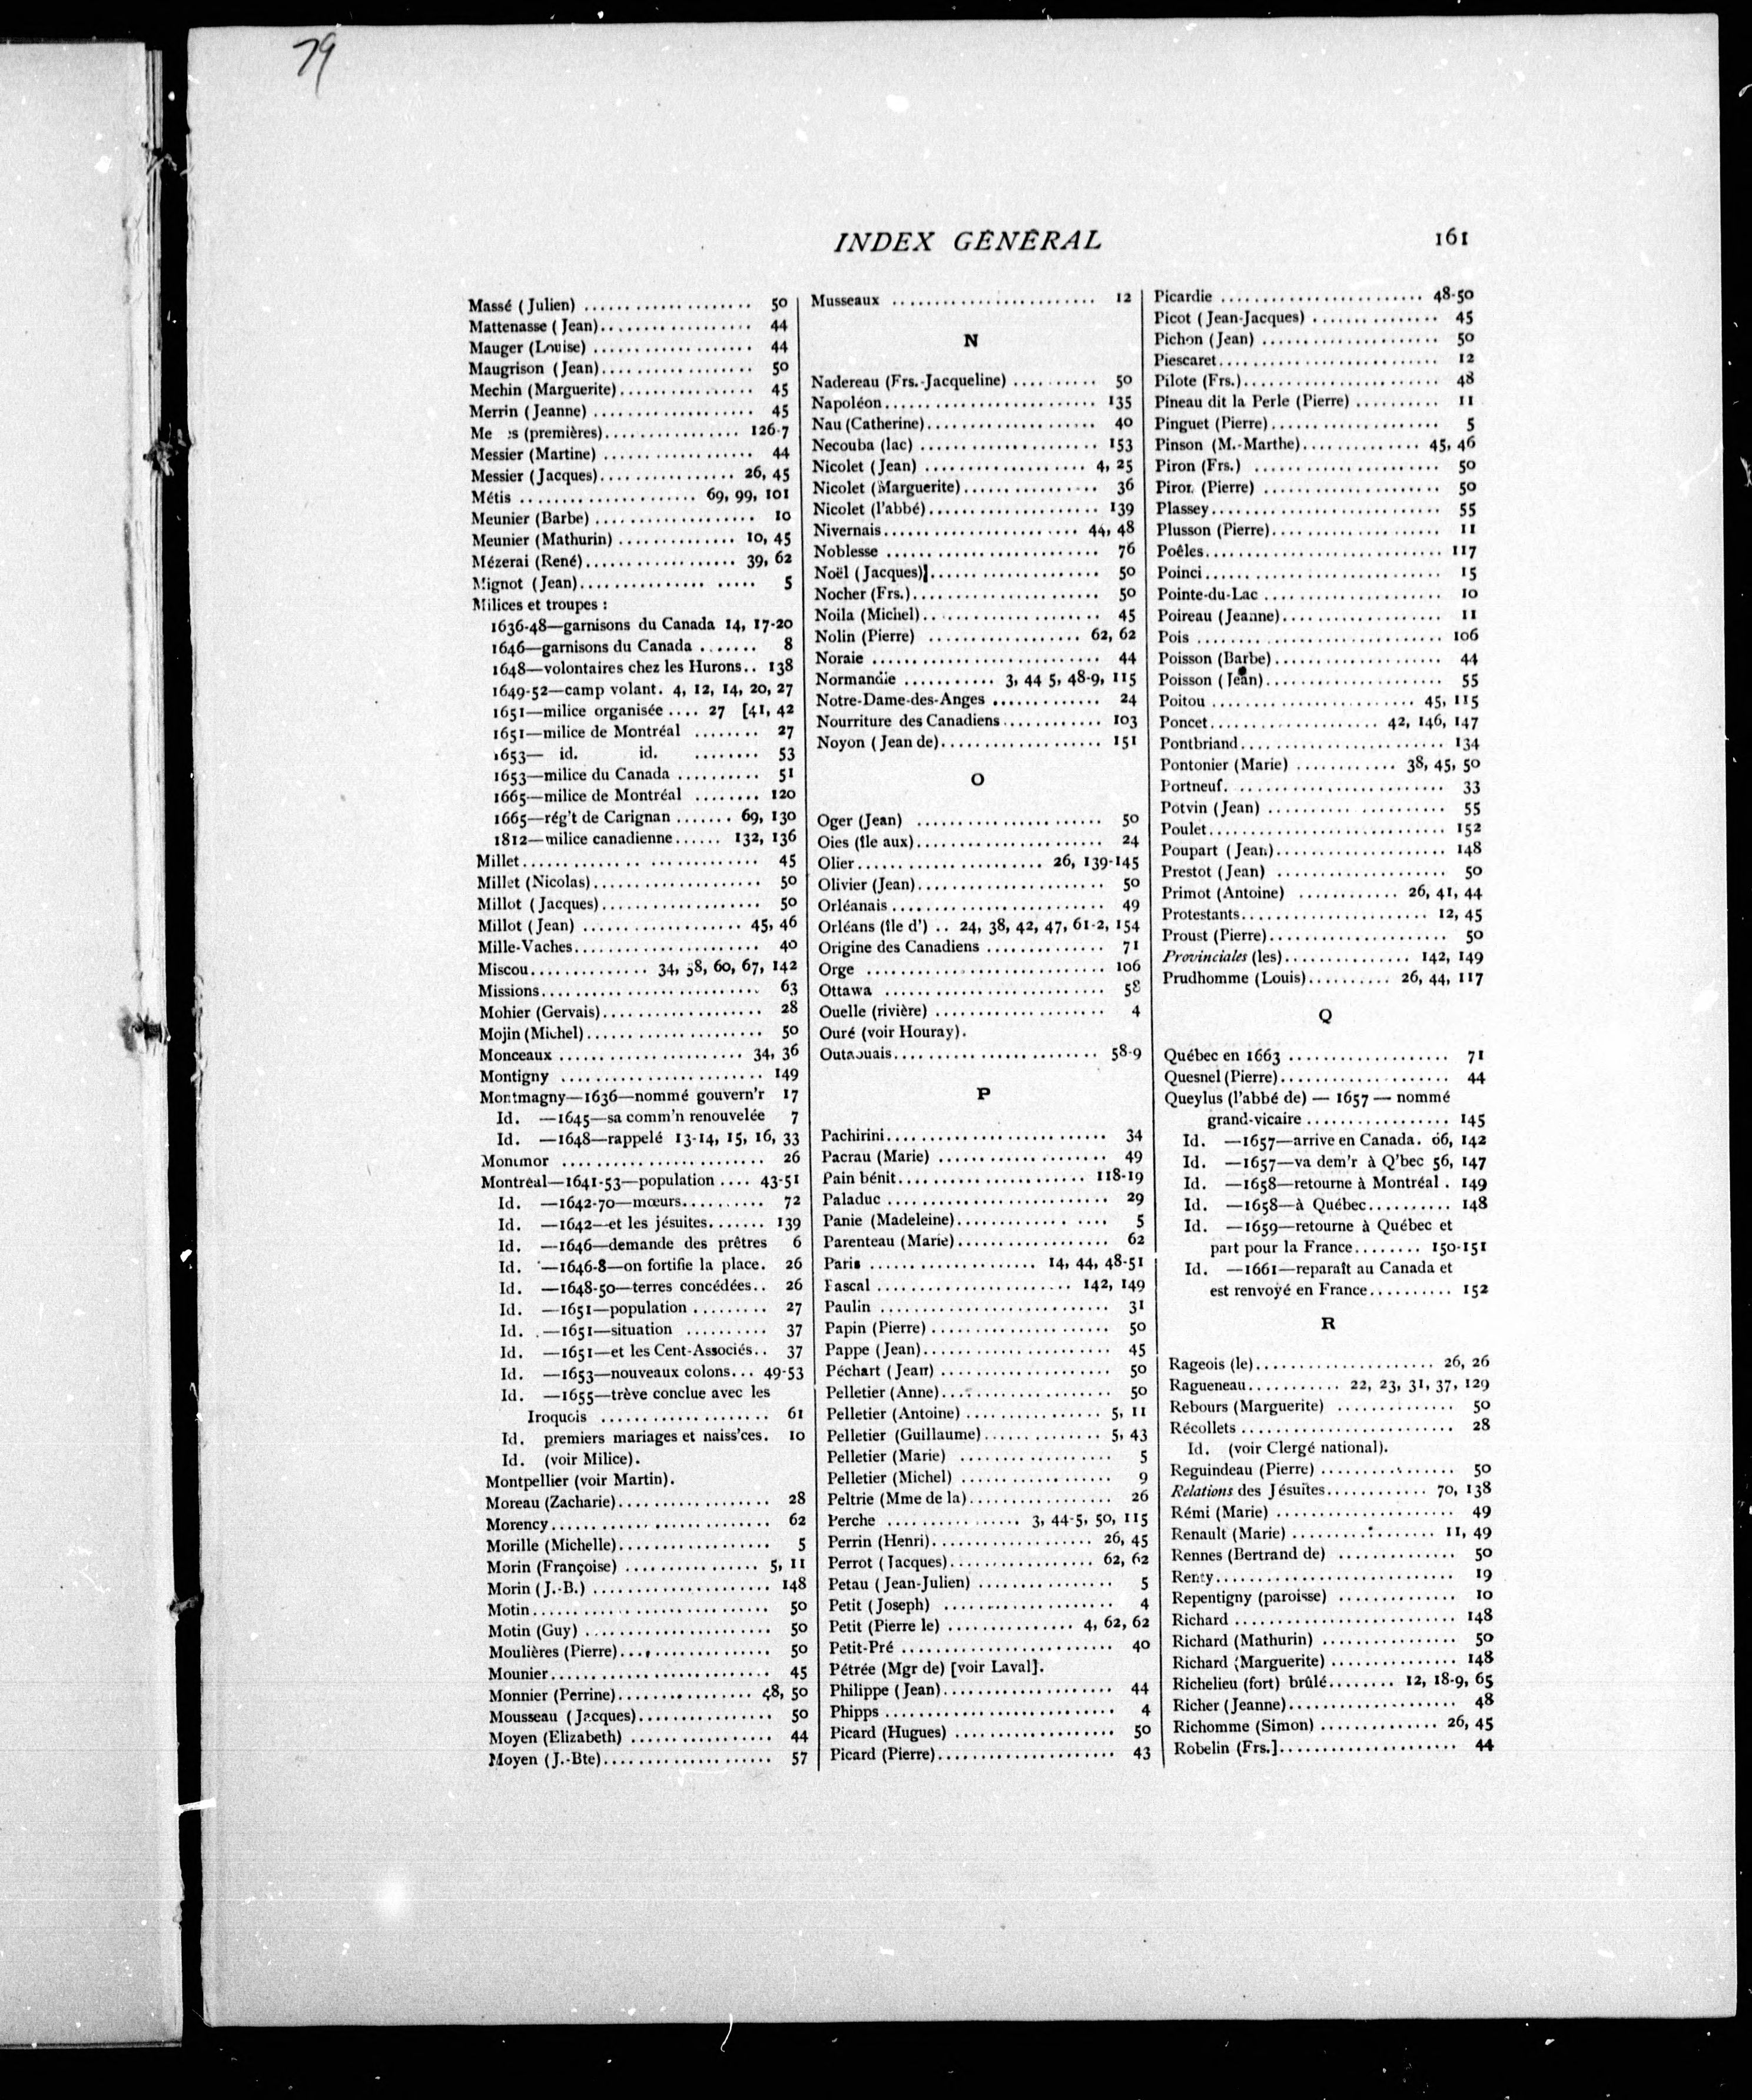 79
INDEX GÉNÉRAL 161
Massé (Julien) .................... 50
Mattenasse (Jean).................. 44
Mauger (Louise) ................... 44
Maugrison (Jean).................. 50
Mechin (Marguerite)................ 45
Merrin (Jeanne) ................... 45
Me  :s (premières)................ 126-7
Messier (Martine) .................. 44
Messier (Jacques)................ 26, 45
Métis ..................... 69, 99, 101
Meunier (Barbe) ................... 10
Meunier (Mathurin) .............. 10, 45
Mézerai (René).................. 39, 62
Mignot (Jean)..................... 5
Milices et troupes :
1636-48—garnisons du Canada 14, 17-20
1646—garnisons du Canada ....... 8
1648—volontaires chez les Hurons.. 138
1649-52—camp volant. 4, 12, 14, 20, 27
1651—milice organisée .... 27 [41, 42
1651—milice de Montréal ........ 27
1653— id. id. ........ 53
1653—milice du Canada .......... 51
1665—milice de Montréal ........ 120
1665—rég't de Carignan ....... 69, 130
1812—milice canadienne...... 132, 136
Millet........................... 45
Millet (Nicolas).................... 50
Millot (Jacques)................... 50
Millot (Jean) ................... 45, 46
Mille-Vaches...................... 40
Miscou.............. 34, 58, 60, 67, 142
Missions.......................... 63
Mohier (Gervais)................... 28
Mojin (Michel)..................... 50
Monceaux ...................... 34, 36
Montigny ........................ 149
Montmagny—1636—nommé gouvern'r 17
Id. —1645—sa comm'n renouvelée 7
Id. —1648—rappelé 13-14, 15, 16, 33
Montmor ........................ 26
Montréal—1641-53—population .... 43-51
Id. —1642-70—mœurs.......... 72
Id. —1642—et les jésuites....... 139
Id. —1646—demande des prêtres 6
Id. —1646-8—on fortifie la place. 26
Id. —1648-50—terres concédées.. 26
Id. —1651—population ......... 27
Id. —1651—situation .......... 37
Id. —1651—et les Cent-Associés.. 37
Id. —1653—nouveaux colons... 49-53
Id. —1655—trève conclue avec les
Iroquois .................... 61
Id. premiers mariages et naiss'ces. 10
Id. (voir Milice).
Montpellier (voir Martin).
Moreau (Zacharie).................. 28
Morency.......................... 62
Morille (Michelle).................. 5
Morin (Françoise) ................ 5, 11
Morin (J.-B.) ..................... 148
Motin............................ 50
Motin (Guy) ...................... 50
Moulières (Pierre).................. 50
Mounier.......................... 45
Monnier (Perrine)................ 48, 50
Mousseau (Jacques)................ 50
Moyen (Elizabeth) ................. 44
Moyen (J.-Bte).................... 57
Musseaux ........................ 12
N
Nadereau (Frs.-Jacqueline) .......... 50
Napoléon......................... 135
Nau (Catherine).................... 40
Necouba (lac) ..................... 153
Nicolet (Jean) ................... 4, 25
Nicolet (Marguerite)................ 36
Nicolet (l'abbé).................... 139
Nivernais....................... 44, 48
Noblesse ......................... 76
Noël (Jacques)].................... 50
Nocher (Frs.)...................... 50
Noila (Michel)..................... 45
Nolin (Pierre) .................. 62, 62
Noraie ........................... 44
Normandie ........... 3, 44 5, 48-9, 115
Notre-Dame-des-Anges ............. 24
Nourriture des Canadiens............ 103
Noyon (Jean de)................... 151
O
Oger (Jean) ...................... 50
Oies (île aux)...................... 24
Olier...................... 26, 139-145
Olivier (Jean)...................... 50
Orléanais......................... 49
Orléans (île d') .. 24, 38, 42, 47, 61-2, 154
Origine des Canadiens .............. 71
Orge ............................ 106
Ottawa .......................... 58
Ouelle (rivière) .................... 4
Ouré (voir Houray).
Outaouais........................ 58-9
P
Pachirini.......................... 34
Pacrau (Marie) .................... 49
Pain bénit...................... 118-19
Paladuc .......................... 29
Panie (Madeleine).................. 5
Parenteau (Marie).................. 62
Paris .................... 14, 44, 48-51
Pascal ....................... 142, 149
Paulin ........................... 31
Papin (Pierre)..................... 50
Pappe (Jean)...................... 45
Péchart (Jean) .................... 50
Pelletier (Anne).................... 50
Pelletier (Antoine)................ 5, 11
Pelletier (Guillaume).............. 5, 43
Pelletier (Marie) .................. 5
Pelletier (Michel) .................. 9
Peltrie (Mme de la)................. 26
Perche ................ 3, 44-5, 50, 115
Perrin (Henri)................... 26, 45
Perrot (Jacques)................. 62, 62
Petau (Jean-Julien) ................ 5
Petit (Joseph) .................... 4
Petit (Pierre le) ............... 4, 62, 62
Petit-Pré ......................... 40
Pétrée (Mgr de) [voir Laval].
Philippe (Jean).................... 44
Phipps ........................... 4
Picard (Hugues) ................... 50
Picard (Pierre)..................... 43
Picardie ........................ 48-50
Picot (Jean-Jacques) ............... 45
Pichon (Jean) ..................... 50
Piescaret.......................... 12
Pilote (Frs.)....................... 48
Pineau dit la Perle (Pierre) .......... 11
Pinguet (Pierre).................... 5
Pinson (M.-Marthe)............. 45, 46
Piron (Frs.) ...................... 50
Piron (Pierre) ..................... 50
Plassey........................... 55
Plusson (Pierre).................... 11
Poêles............................ 117
Poinci............................ 15
Pointe-du-Lac ..................... 10
Poireau (Jeanne)................... 11
Pois ............................. 106
Poisson (Barbe).................... 44
Poisson (Jean)..................... 55
Poitou ........................ 45, 115
Poncet.................... 42, 146, 147
Pontbriand........................ 134
Pontonier (Marie) ............ 38, 45, 50
Portneuf.......................... 33
Potvin (Jean) ..................... 55
Poulet............................ 152
Poupart (Jean).................... 148
Prestot (Jean) .................... 50
Primot (Antoine) ............ 26, 41, 44
Protestants...................... 12, 45
Proust (Pierre)..................... 50
Provinciales (les)............... 142, 149
Prudhomme (Louis).......... 26, 44, 117
Q
Québec en 1663 ................... 71
Quesnel (Pierre).................... 44
Queylus (l'abbé de) — 1657 — nommé
grand-vicaire ................. 145
Id. —1657—arrive en Canada. 66, 142
Id. —1657—va dem'r à Q'bec 56, 147
Id. —1658—retourne à Montréal . 149
Id. —1658—à Québec.......... 148
Id. —1659—retourne à Québec et
part pour la France........ 150-151
Id. —1661—reparaît au Canada et
est renvoyé en France.......... 152
R
Rageois (le)..................... 26, 26
Ragueneau........... 22, 23, 31, 37, 129
Rebours (Marguerite) .............. 50
Récollets ......................... 28
Id. (voir Clergé national).
Reguindeau (Pierre) ................ 50
Relations des Jésuites............ 70, 138
Rémi (Marie) ..................... 49
Renault (Marie) ................. 11, 49
Rennes (Bertrand de) .............. 50
Renty............................ 19
Repentigny (paroisse) .............. 10
Richard .......................... 148
Richard (Mathurin) ................ 50
Richard (Marguerite) ............... 148
Richelieu (fort) brûlé........ 12, 18-9, 65
Richer (Jeanne).................... 48
Richomme (Simon) .............. 26, 45
Robelin (Frs.]..................... 44